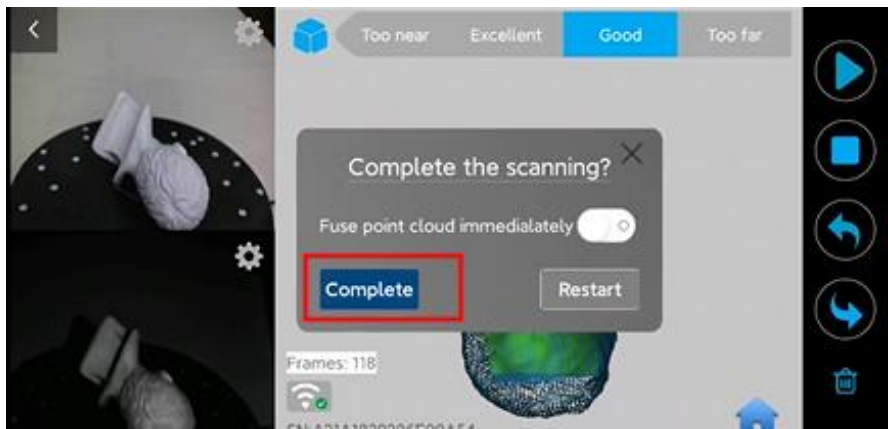 Too near Excellent Good Too far
Complete the scanning?
Fuse point cloud immedialately
Complete Restart
Frames: 118